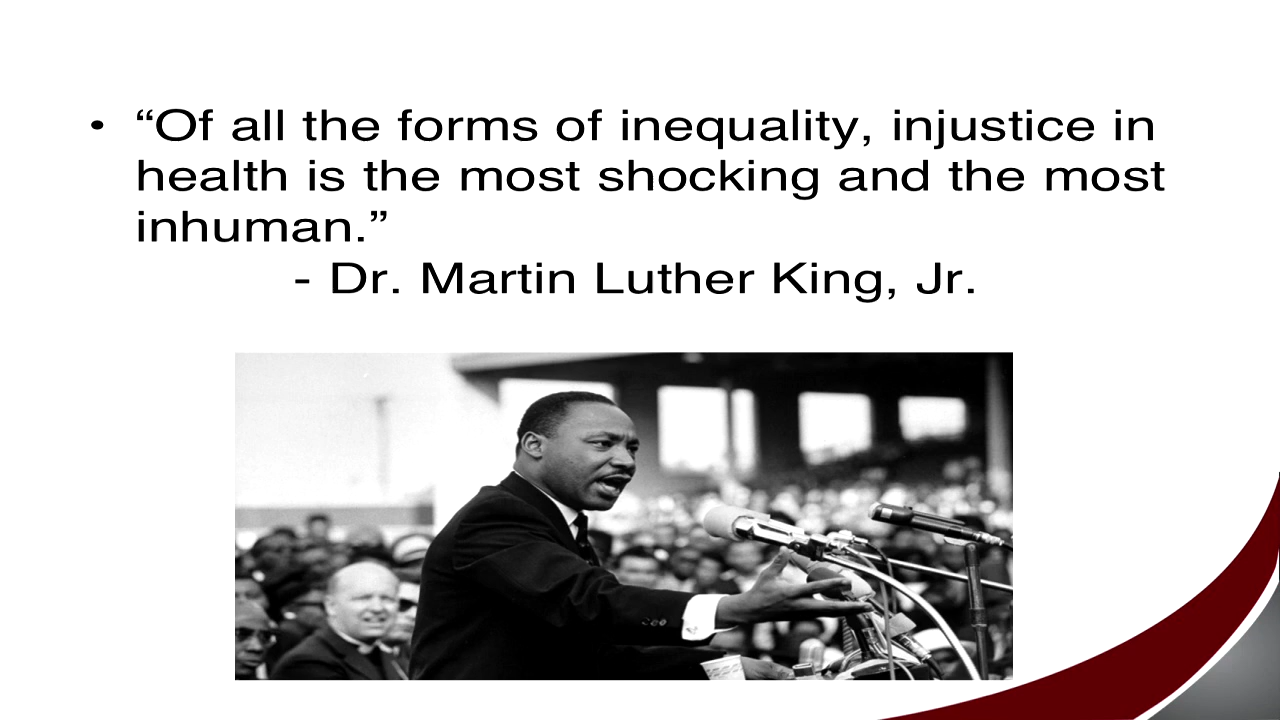 • “Of all the forms of inequality, injustice in
health is the most shocking and the most
inhuman.”
- Dr. Martin Luther King, Jr.